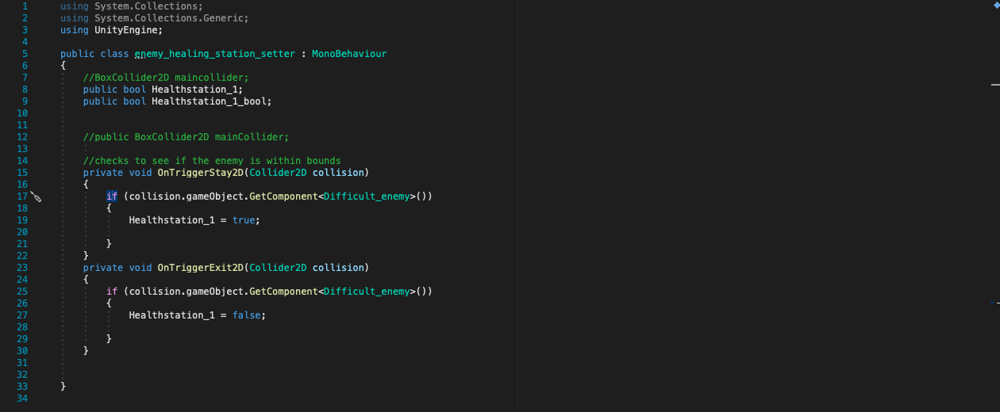 1 using System.Collections;
2 using System.Collections.Generic;
3 using UnityEngine;
4
5 public class enemy_healing_station_setter : MonoBehaviour
6 {
7 //BoxCollider2D maincollider;
8 public bool Healthstation_1;
9 public bool Healthstation_1_bool;
10
11
12 //public BoxCollider2D mainCollider;
13
14 //checks to see if the enemy is within bounds
15 private void OnTriggerStay2D(Collider2D collision)
16 {
17 if (collision.gameObject.GetComponent<Difficult_enemy>())
18 {
19 Healthstation_1 = true;
20
21 }
22 }
23 private void OnTriggerExit2D(Collider2D collision)
24 {
25 if (collision.gameObject.GetComponent<Difficult_enemy>())
26 {
27 Healthstation_1 = false;
28
29 }
30 }
31
32
33 }
34